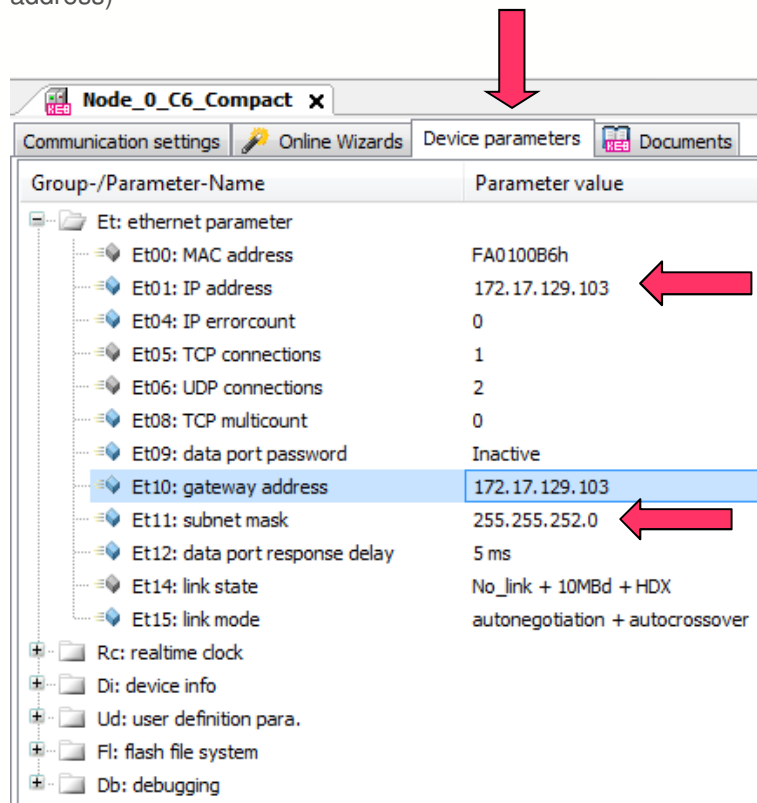 address)
KEB Node_0_C6_Compact x
Communication settings Online Wizards Device parameters KEB Documents
Group-/Parameter-Name Parameter value
Et: ethernet parameter
Et00: MAC address FA0100B6h
Et01: IP address 172.17.129.103
Et04: IP errorcount 0
Et05: TCP connections 1
Et06: UDP connections 2
Et08: TCP multicount 0
Et09: data port password Inactive
Et10: gateway address 172.17.129.103
Et11: subnet mask 255.255.252.0
Et12: data port response delay 5 ms
Et14: link state No_link + 10MBd + HDX
Et15: link mode autonegotiation + autocrossover
Rc: realtime clock
Di: device info
Ud: user definition para.
Fl: flash file system
Db: debugging